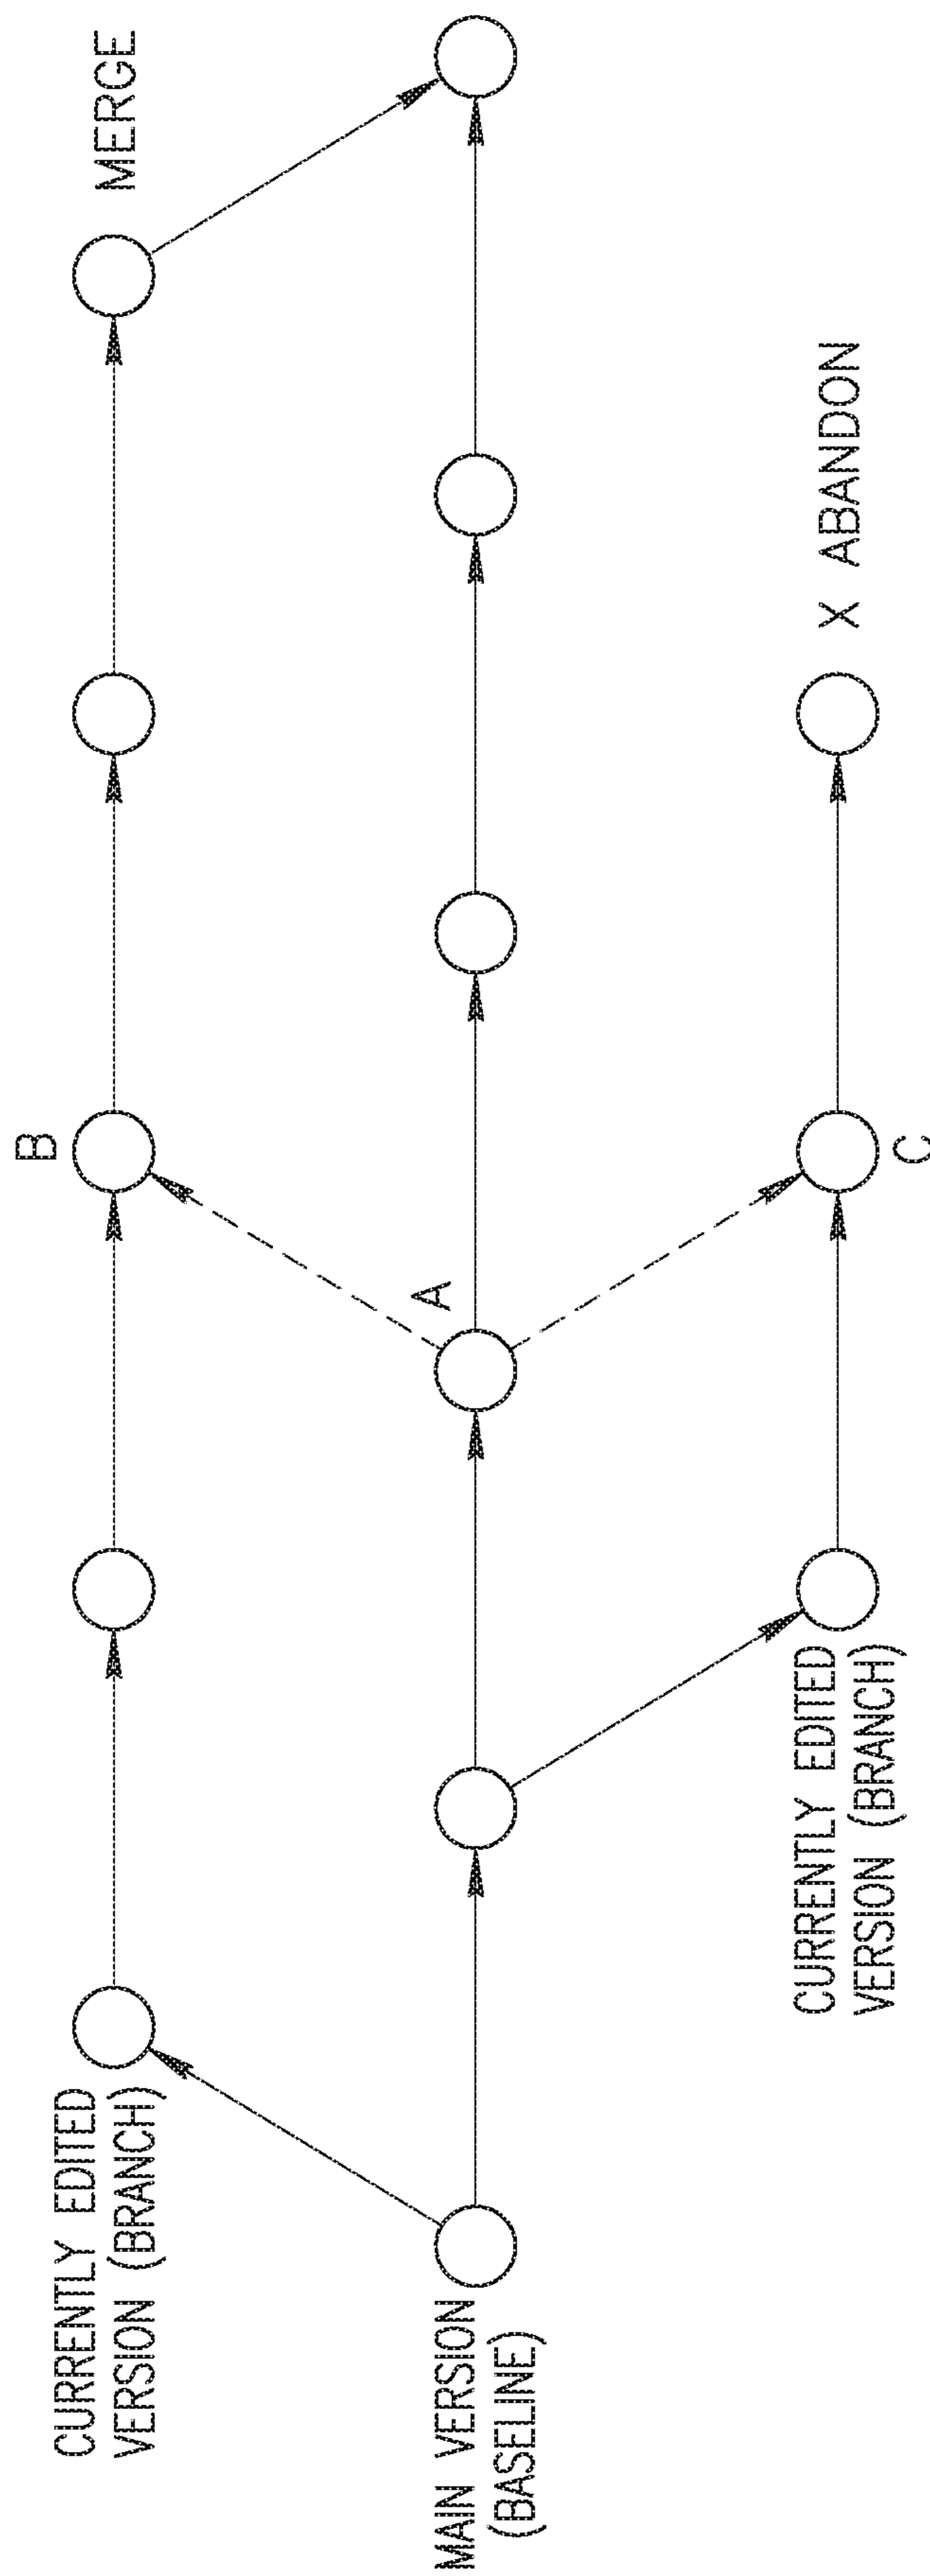 CURRENTLY EDITED
VERSION (BRANCH)
B
MERGE
MAIN VERSION
(BASELINE)
A
CURRENTLY EDITED
VERSION (BRANCH)
C
X ABANDON